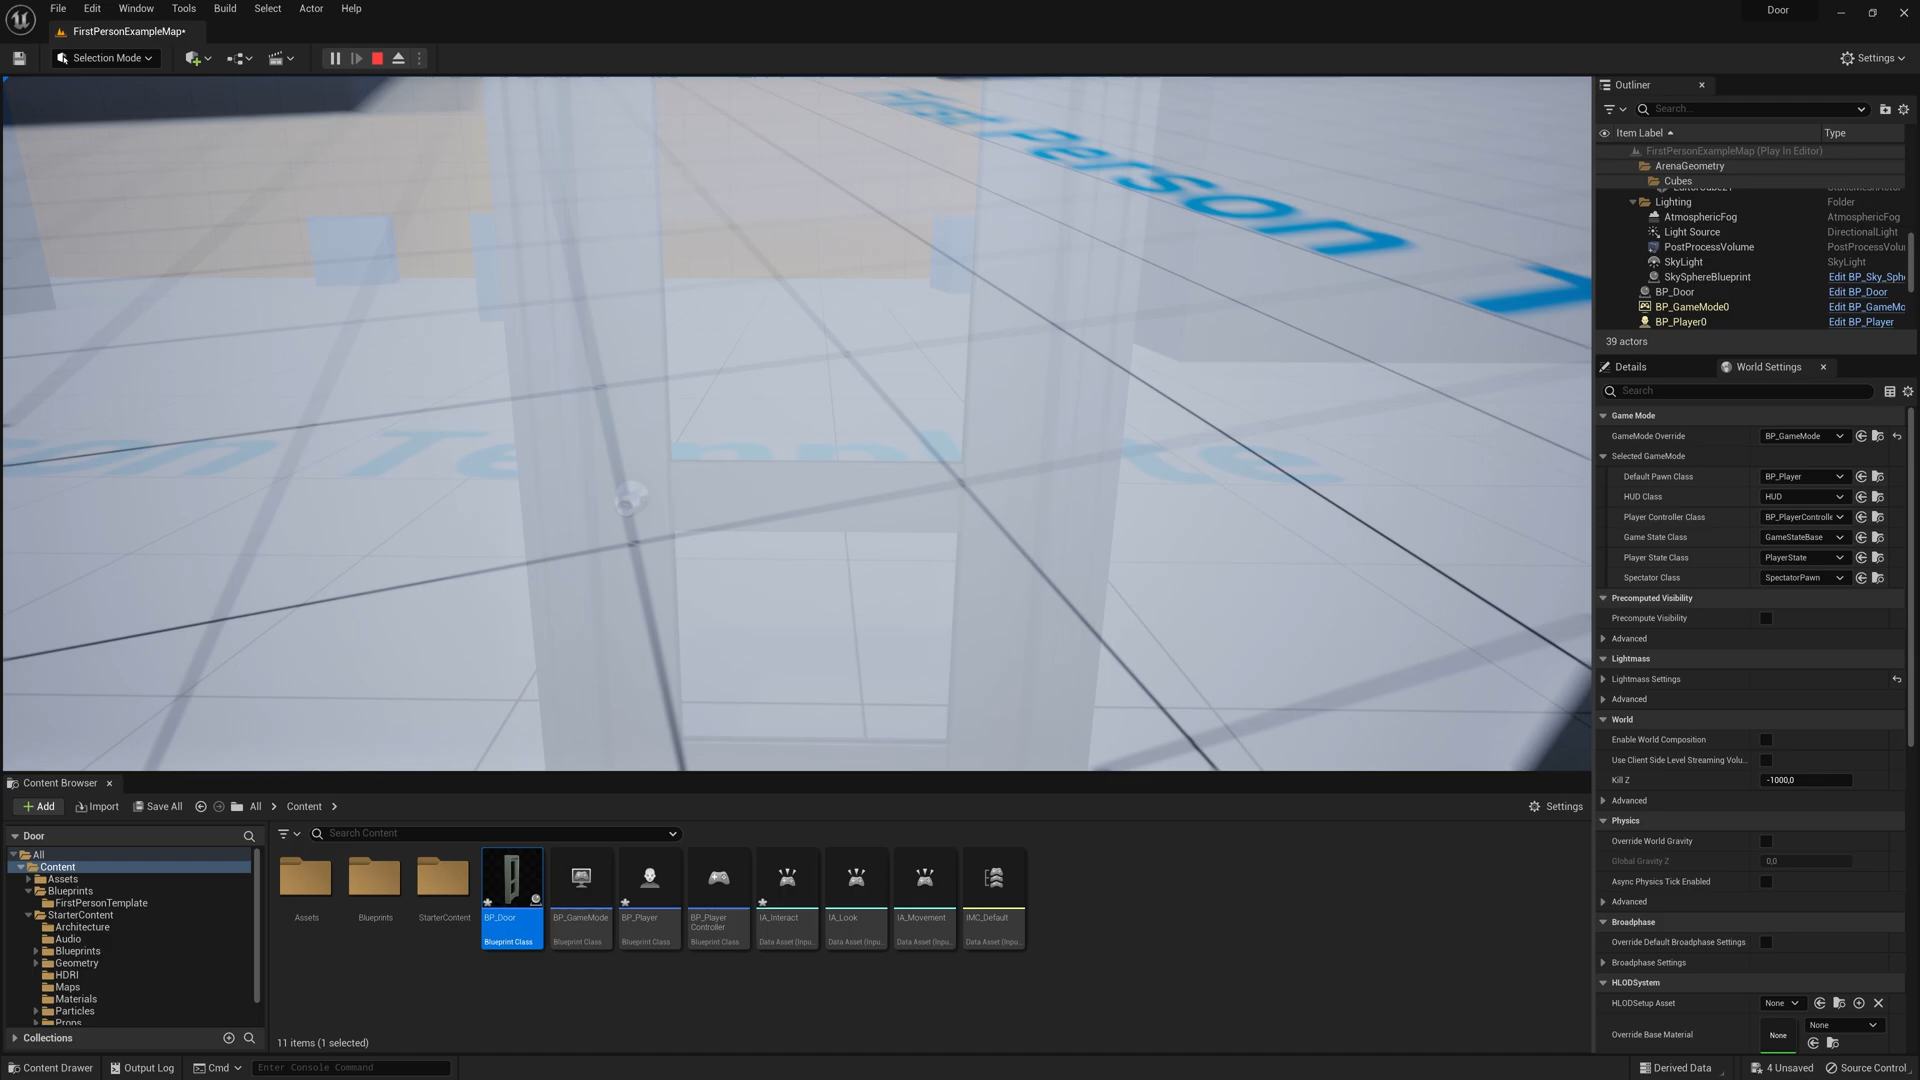 File Edit Window Tools Build Select Actor Help
Door
FirstPersonExampleMap*
Selection Mode
Settings
First Person T
on Template
Outliner
Search...
Item Label Type
FirstPersonExampleMap (Play In Editor)
ArenaGeometry
Cubes
Lighting Folder
AtmosphericFog AtmosphericFog
Light Source DirectionalLight
PostProcessVolume PostProcessVolu
SkyLight SkyLight
SkySphereBlueprint Edit BP_Sky_Sph
BP_Door Edit BP_Door
BP_GameMode0 Edit BP_GameMo
BP_Player0 Edit BP_Player
39 actors
Details World Settings
Search
Game Mode
GameMode Override BP_GameMode
Selected GameMode
Default Pawn Class BP_Player
HUD Class HUD
Player Controller Class BP_PlayerControlle
Game State Class GameStateBase
Player State Class PlayerState
Spectator Class SpectatorPawn
Precomputed Visibility
Precompute Visibility
Advanced
Lightmass
Lightmass Settings
Advanced
World
Enable World Composition
Use Client Side Level Streaming Volu...
Kill Z -1000,0
Advanced
Physics
Override World Gravity
Global Gravity Z 0,0
Async Physics Tick Enabled
Advanced
Broadphase
Override Default Broadphase Settings
Broadphase Settings
HLODSystem
HLODSetup Asset None
Override Base Material None None
Content Browser
Add Import Save All All Content Settings
Door
All
Content
Assets
Blueprints
FirstPersonTemplate
StarterContent
Architecture
Audio
Blueprints
Geometry
HDRI
Maps
Materials
Particles
Props
Collections
Search Content
Assets Blueprints StarterContent
BP_Door
Blueprint Class
BP_GameMode
Blueprint Class
BP_Player
Blueprint Class
BP_Player
Controller
Blueprint Class
IA_Interact
Data Asset (Inpu...
IA_Look
Data Asset (Inpu...
IA_Movement
Data Asset (Inpu...
IMC_Default
Data Asset (Inpu...
11 items (1 selected)
Content Drawer Output Log Cmd Enter Console Command
Derived Data 4 Unsaved Source Control